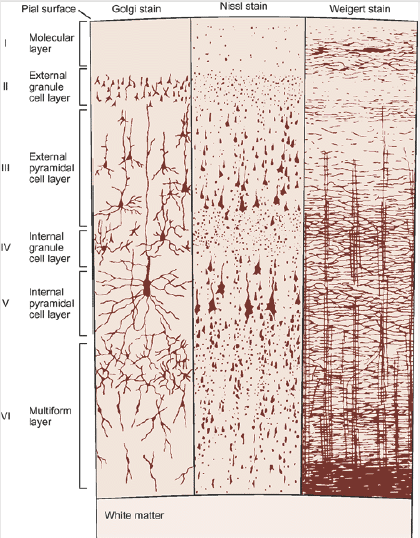 Pial surface
Golgi stain
Nissl stain
Weigert stain
I
Molecular
layer
II
External
granule
cell layer
III
External
pyramidal
cell layer
IV
Internal
granule
cell layer
V
Internal
pyramidal
cell layer
VI
Multiform
layer
White matter